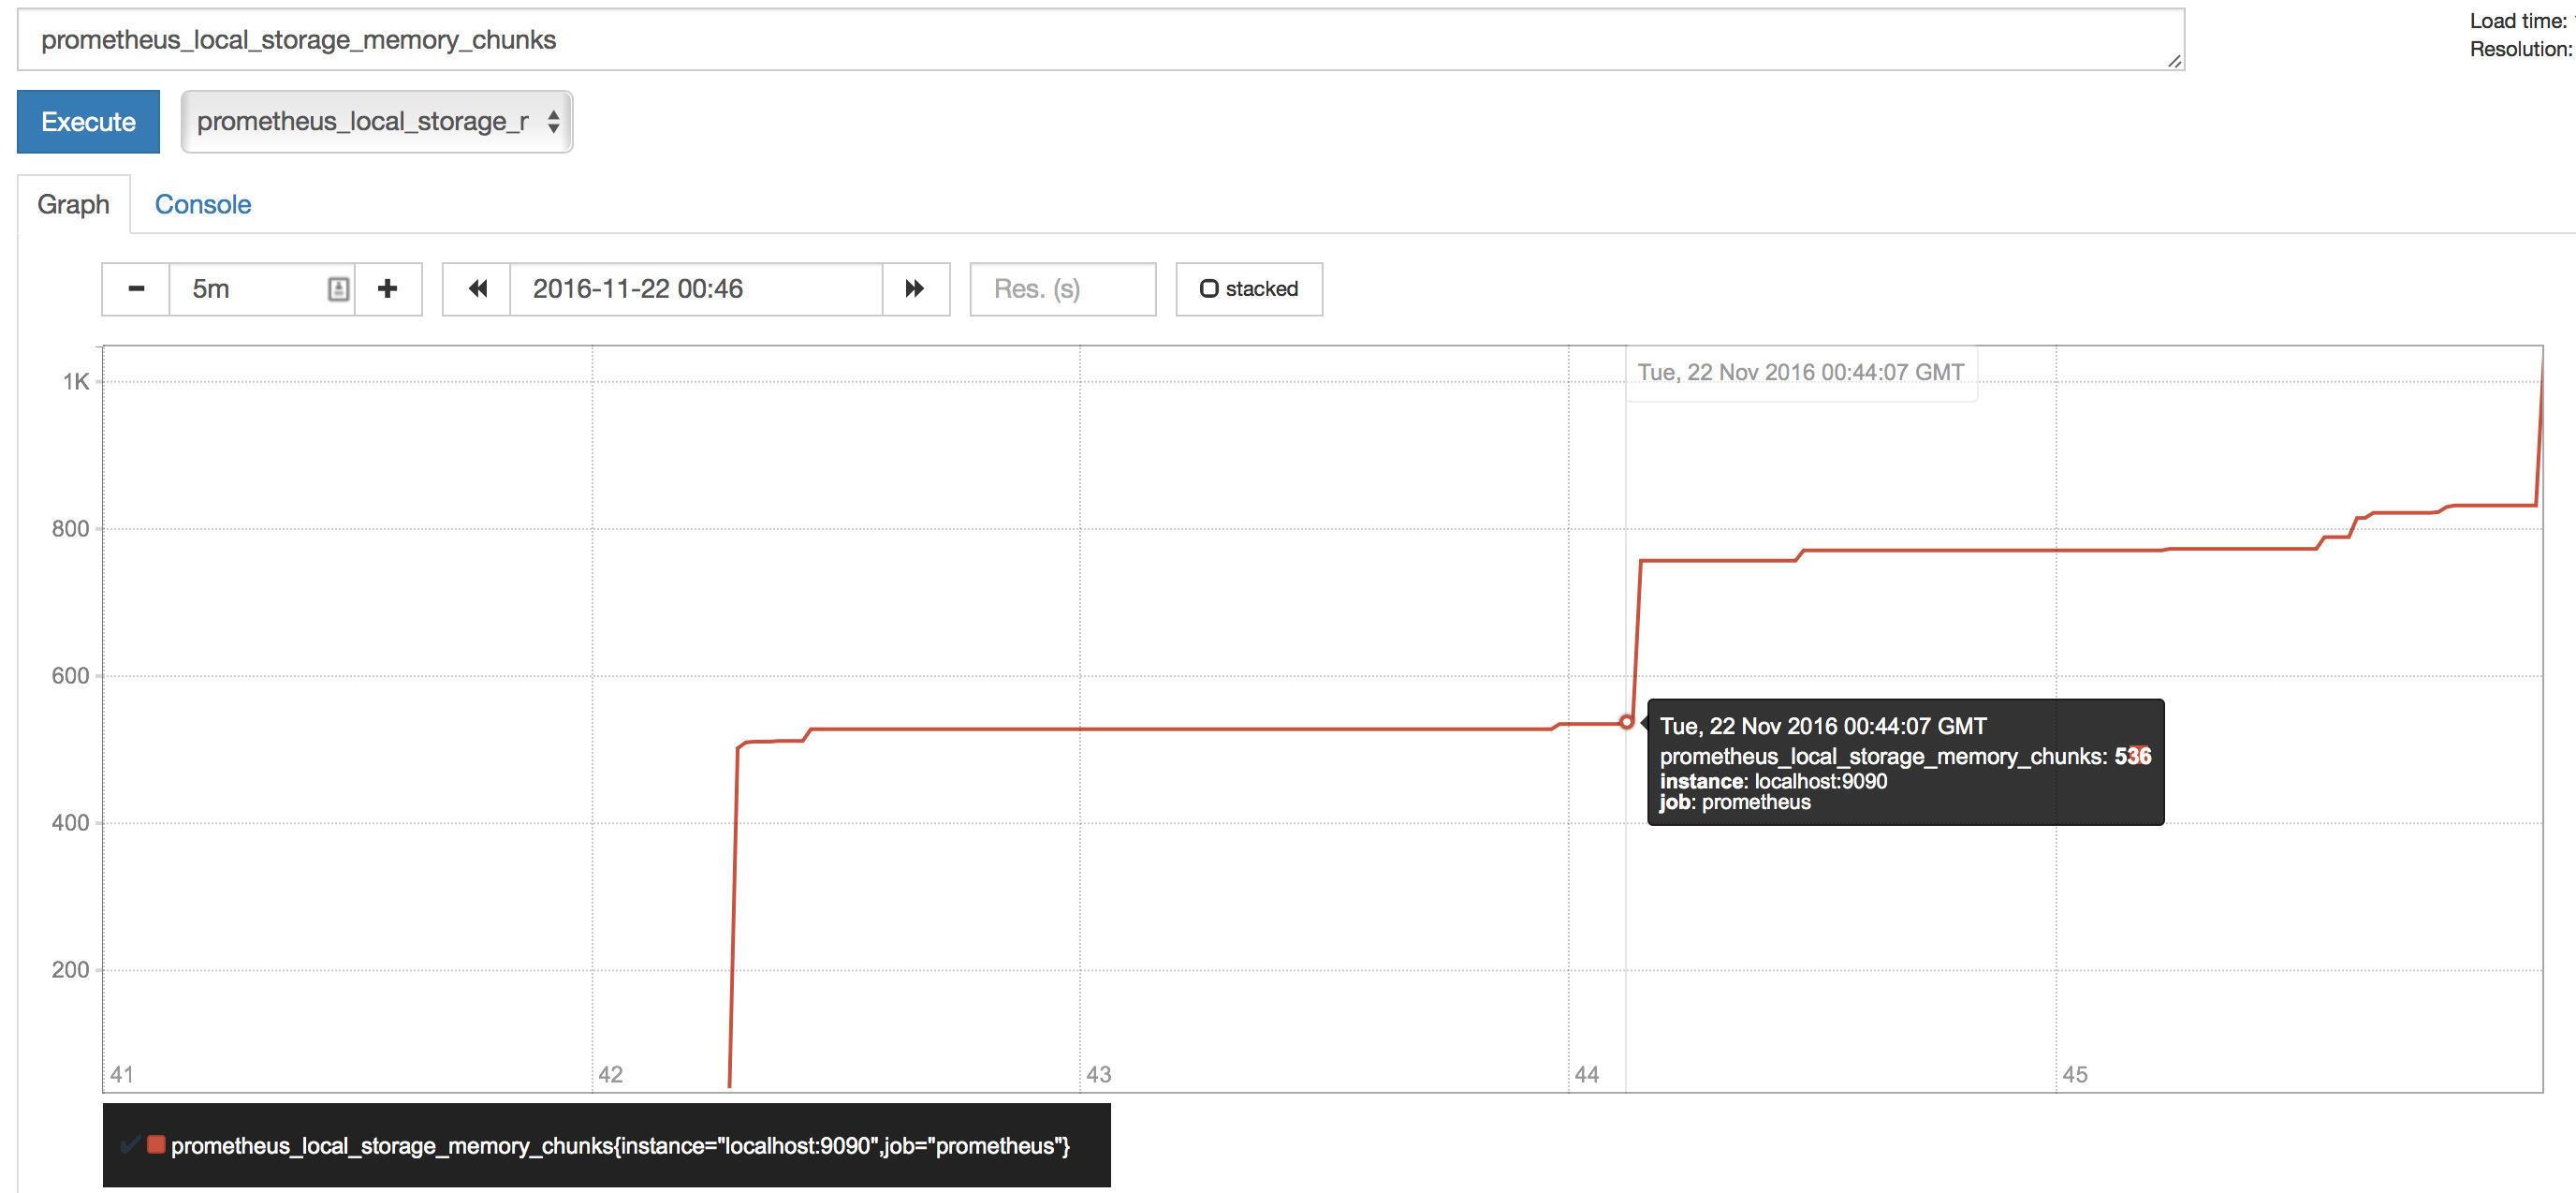 prometheus_local_storage_memory_chunks
Load time:
Resolution:
Execute
prometheus_local_storage_r
Graph Console
5m 2016-11-22 00:46 Res. (s) stacked
Tue, 22 Nov 2016 00:44:07 GMT
1K
800
600
400
200
Tue, 22 Nov 2016 00:44:07 GMT
prometheus_local_storage_memory_chunks: 536
instance: localhost:9090
job: prometheus
41 42 43 44 45
prometheus_local_storage_memory_chunks{instance="localhost:9090",job="prometheus"}